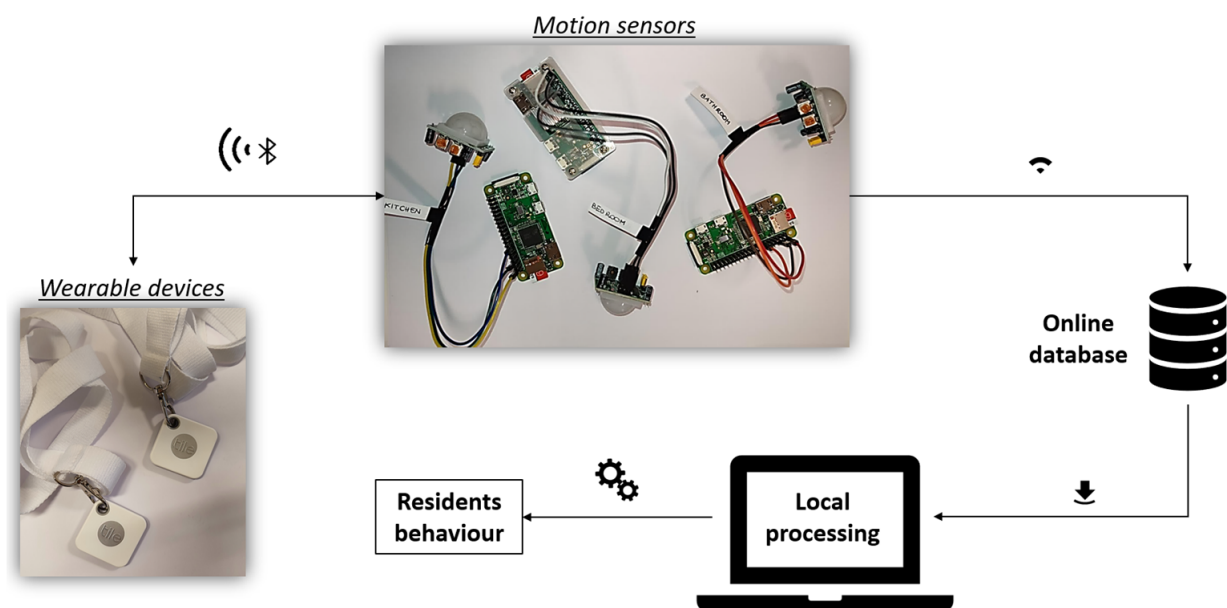 Motion sensors
KITCHEN
BEDROOM
BATHROOM
Wearable devices
tile
tile
Online
database
Residents
behaviour
Local
processing